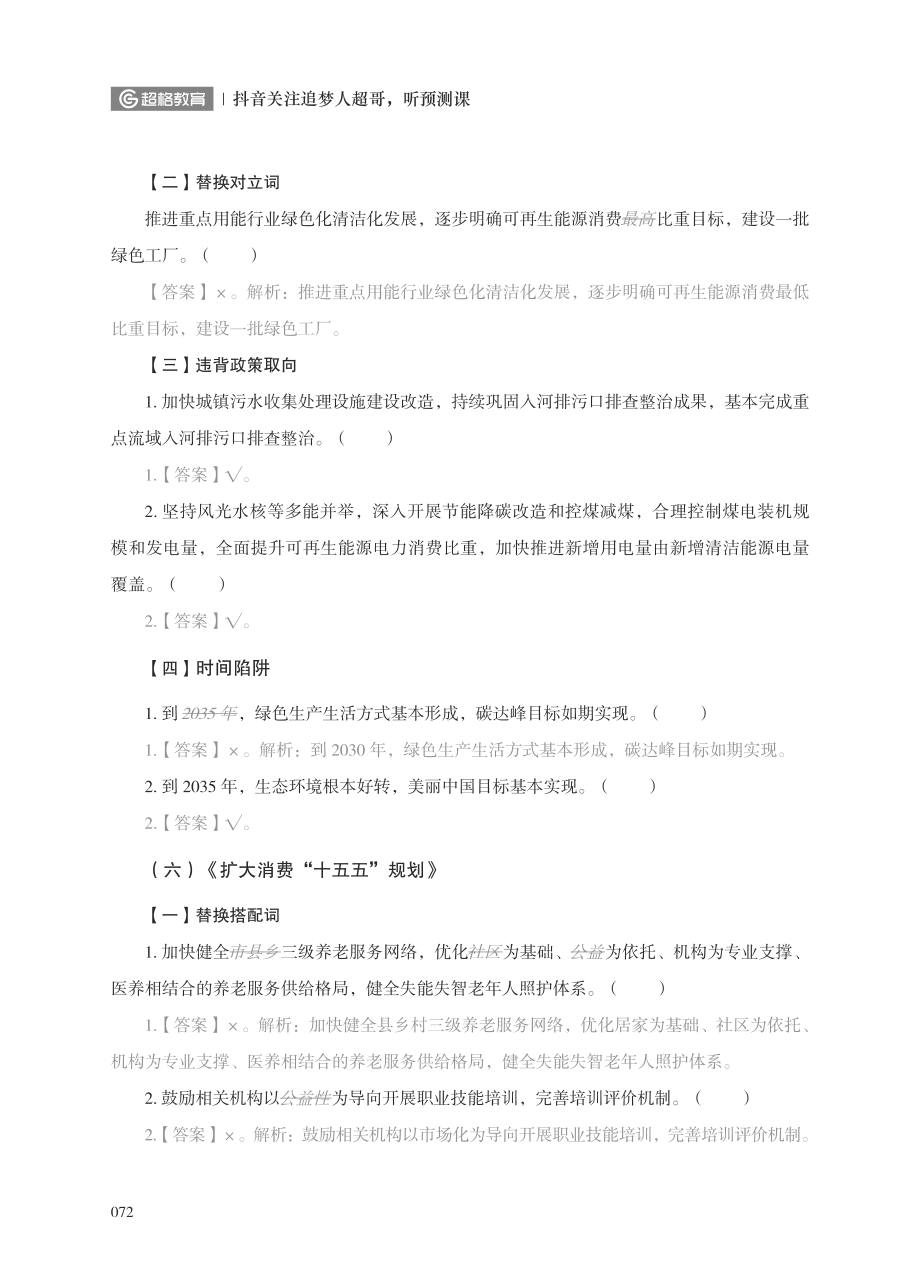 超格教育 | 抖音关注追梦人超哥，听预测课
【二】替换对立词
推进重点用能行业绿色化清洁化发展，逐步明确可再生能源消费最高比重目标，建设一批
绿色工厂。（　　）
【答案】×。解析：推进重点用能行业绿色化清洁化发展，逐步明确可再生能源消费最低
比重目标，建设一批绿色工厂。
【三】违背政策取向
1. 加快城镇污水收集处理设施建设改造，持续巩固入河排污口排查整治成果，基本完成重
点流域入河排污口排查整治。（　　）
1.【答案】√。
2. 坚持风光水核等多能并举，深入开展节能降碳改造和控煤减煤，合理控制煤电装机规
模和发电量，全面提升可再生能源电力消费比重，加快推进新增用电量由新增清洁能源电量
覆盖。（　　）
2.【答案】√。
【四】时间陷阱
1. 到 2035 年，绿色生产生活方式基本形成，碳达峰目标如期实现。（　　）
1.【答案】×。解析：到 2030 年，绿色生产生活方式基本形成，碳达峰目标如期实现。
2. 到 2035 年，生态环境根本好转，美丽中国目标基本实现。（　　）
2.【答案】√。
（六）《扩大消费“十五五”规划》
【一】替换搭配词
1. 加快健全市县乡三级养老服务网络，优化社区为基础、公益为依托、机构为专业支撑、
医养相结合的养老服务供给格局，健全失能失智老年人照护体系。（　　）
1.【答案】×。解析：加快健全县乡村三级养老服务网络，优化居家为基础、社区为依托、
机构为专业支撑、医养相结合的养老服务供给格局，健全失能失智老年人照护体系。
2. 鼓励相关机构以公益性为导向开展职业技能培训，完善培训评价机制。（　　）
2.【答案】×。解析：鼓励相关机构以市场化为导向开展职业技能培训，完善培训评价机制。
072